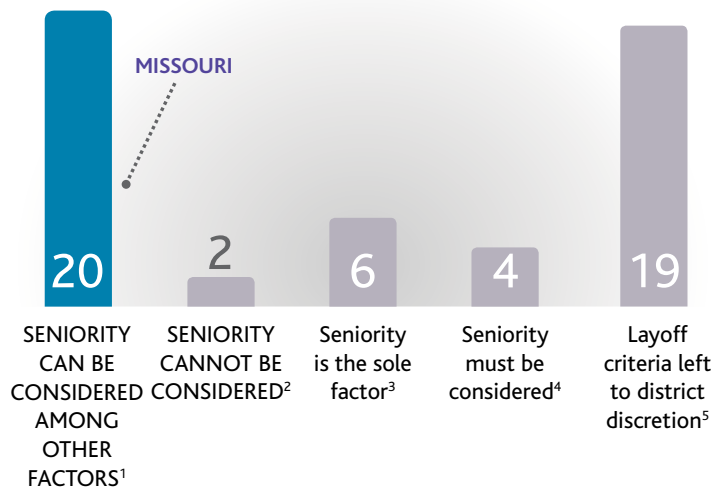 MISSOURI
20
2
6
4
19
SENIORITY
CAN BE
CONSIDERED
AMONG
OTHER
FACTORS¹
SENIORITY
CANNOT BE
CONSIDERED²
Seniority
is the sole
factor³
Seniority
must be
considered⁴
Layoff
criteria left
to district
discretion⁵